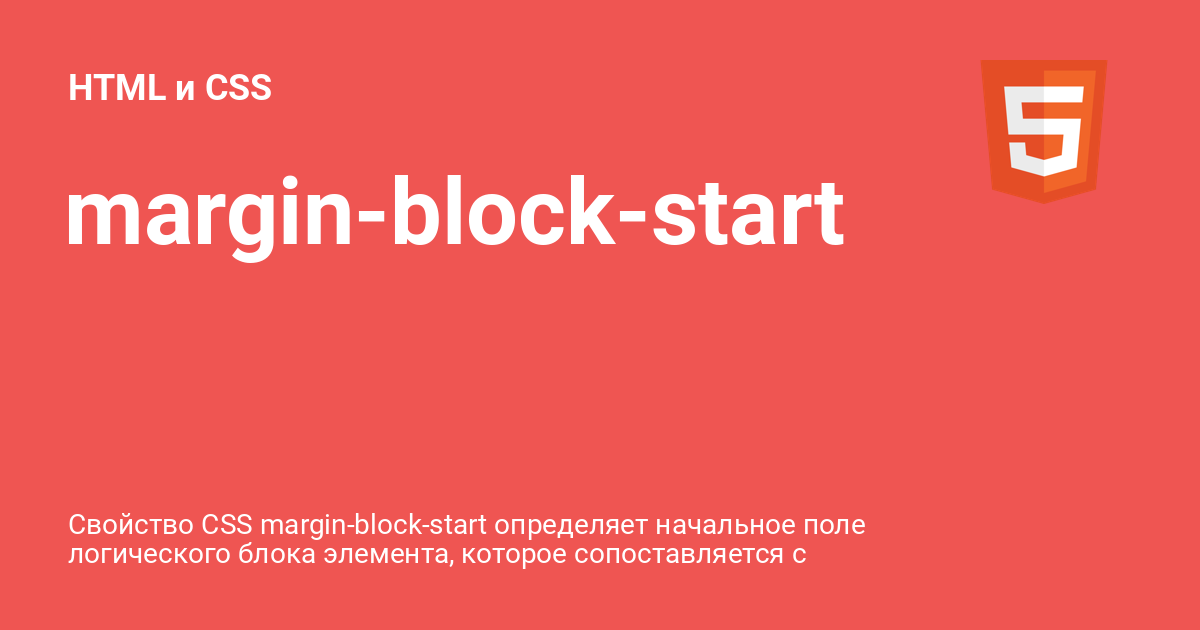 HTML и CSS
margin-block-start
Свойство CSS margin-block-start определяет начальное поле
логического блока элемента, которое сопоставляется с